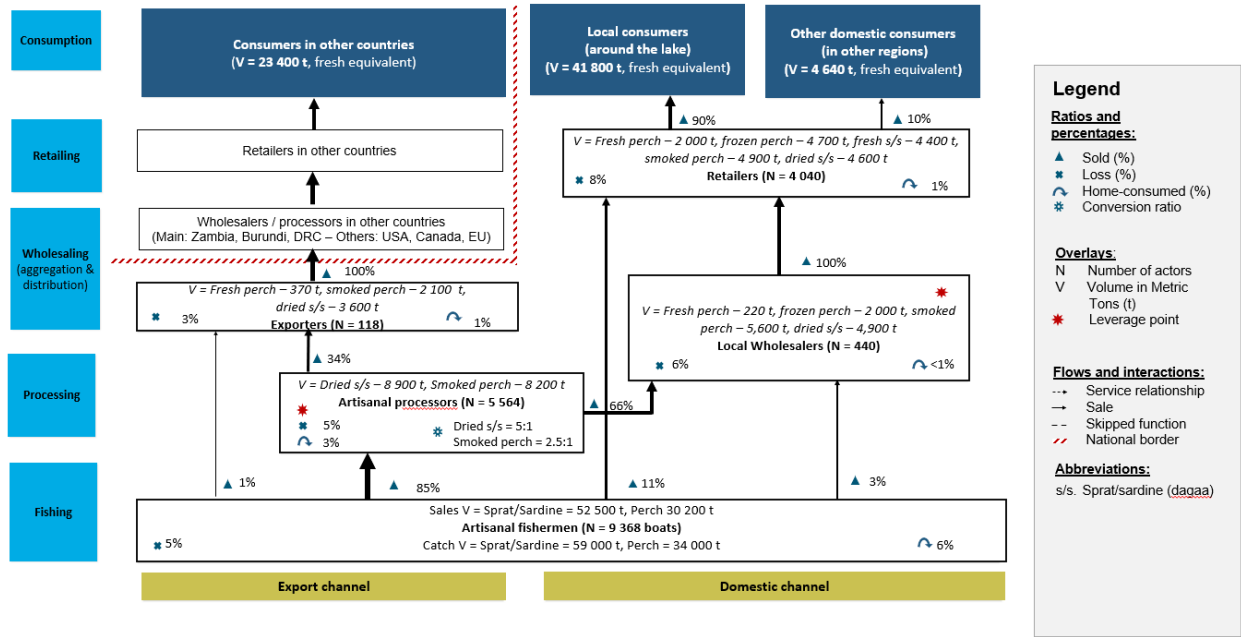 Consumption
Consumers in other countries
(V = 23 400 t, fresh equivalent)
Local consumers
(around the lake)
(V = 41 800 t, fresh equivalent)
Other domestic consumers
(in other regions)
(V = 4 640 t, fresh equivalent)
90%
10%
Retailing
Retailers in other countries
V = Fresh perch – 2 000 t, frozen perch – 4 700 t, fresh s/s – 4 400 t,
smoked perch – 4 900 t, dried s/s – 4 600 t
Retailers (N = 4 040)
8%
1%
Wholesaling
(aggregation &
distribution)
Wholesalers / processors in other countries
(Main: Zambia, Burundi, DRC – Others: USA, Canada, EU)
100%
100%
V = Fresh perch – 370 t, smoked perch – 2 100 t,
dried s/s – 3 600 t
Exporters (N = 118)
3%
1%
V = Fresh perch – 220 t, frozen perch – 2 000 t, smoked
perch – 5,600 t, dried s/s – 4,900 t
Local Wholesalers (N = 440)
6%
<1%
34%
Processing
V = Dried s/s – 8 900 t, Smoked perch – 8 200 t
Artisanal processors (N = 5 564)
5%
3%
Dried s/s = 5:1
Smoked perch = 2.5:1
66%
1%
85%
11%
3%
Fishing
Sales V = Sprat/Sardine = 52 500 t, Perch 30 200 t
Artisanal fishermen (N = 9 368 boats)
Catch V = Sprat/Sardine = 59 000 t, Perch = 34 000 t
5%
6%
Export channel
Domestic channel
Legend
Ratios and
percentages:
Sold (%)
Loss (%)
Home-consumed (%)
Conversion ratio
Overlays:
N Number of actors
V Volume in Metric
Tons (t)
Leverage point
Flows and interactions:
Service relationship
Sale
Skipped function
National border
Abbreviations:
s/s. Sprat/sardine (dagaa)